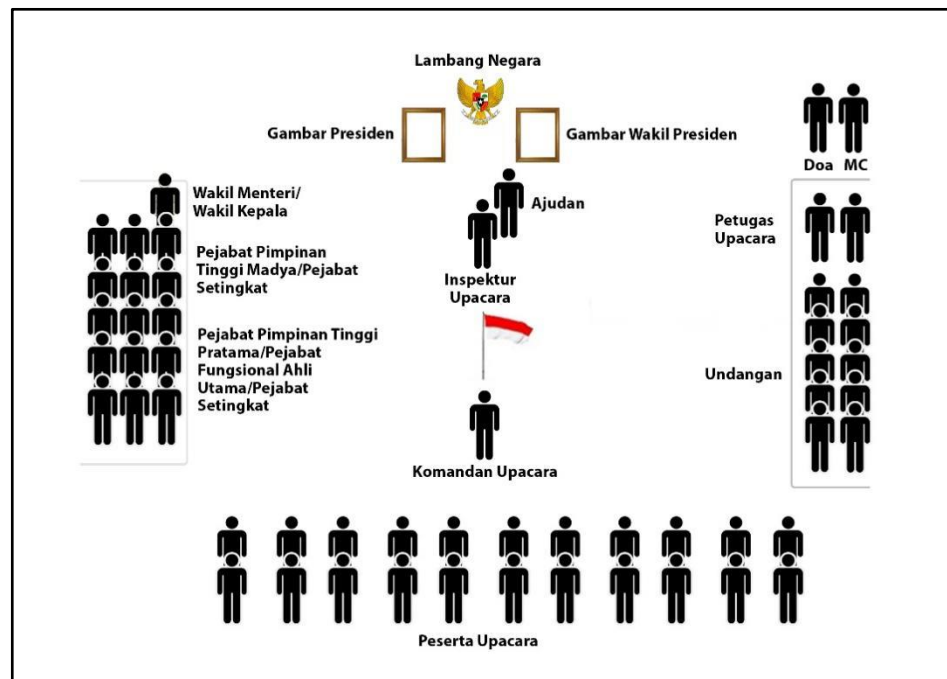 Lambang Negara
Gambar Presiden
Gambar Wakil Presiden
Doa MC
Wakil Menteri/
Wakil Kepala
Ajudan
Petugas
Upacara
Pejabat Pimpinan
Tinggi Madya/Pejabat
Setingkat
Inspektur
Upacara
Pejabat Pimpinan Tinggi
Pratama/Pejabat
Fungsional Ahli
Utama/Pejabat
Setingkat
Undangan
Komandan Upacara
Peserta Upacara